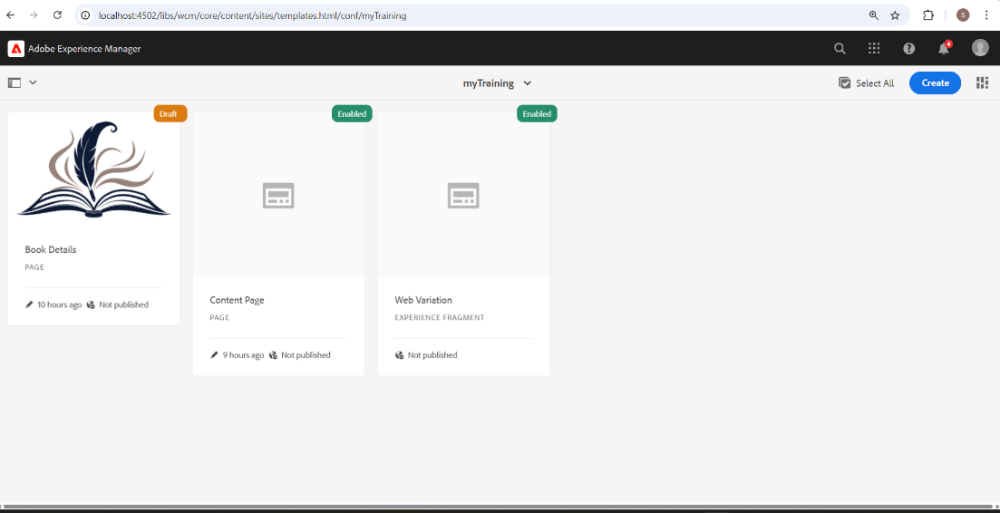 localhost:4502/libs/wcm/core/content/sites/templates.html/conf/myTraining
S
Adobe Experience Manager
4
myTraining
Select All
Create
Draft
Book Details
PAGE
10 hours ago Not published
Enabled
Content Page
PAGE
9 hours ago Not published
Enabled
Web Variation
EXPERIENCE FRAGMENT
Not published